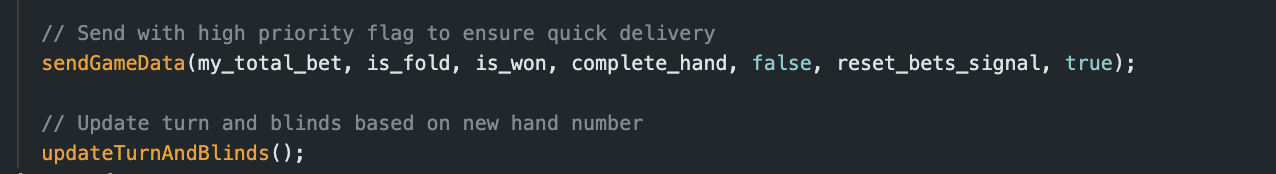 // Send with high priority flag to ensure quick delivery
sendGameData(my_total_bet, is_fold, is_won, complete_hand, false, reset_bets_signal, true);
// Update turn and blinds based on new hand number
updateTurnAndBlinds();